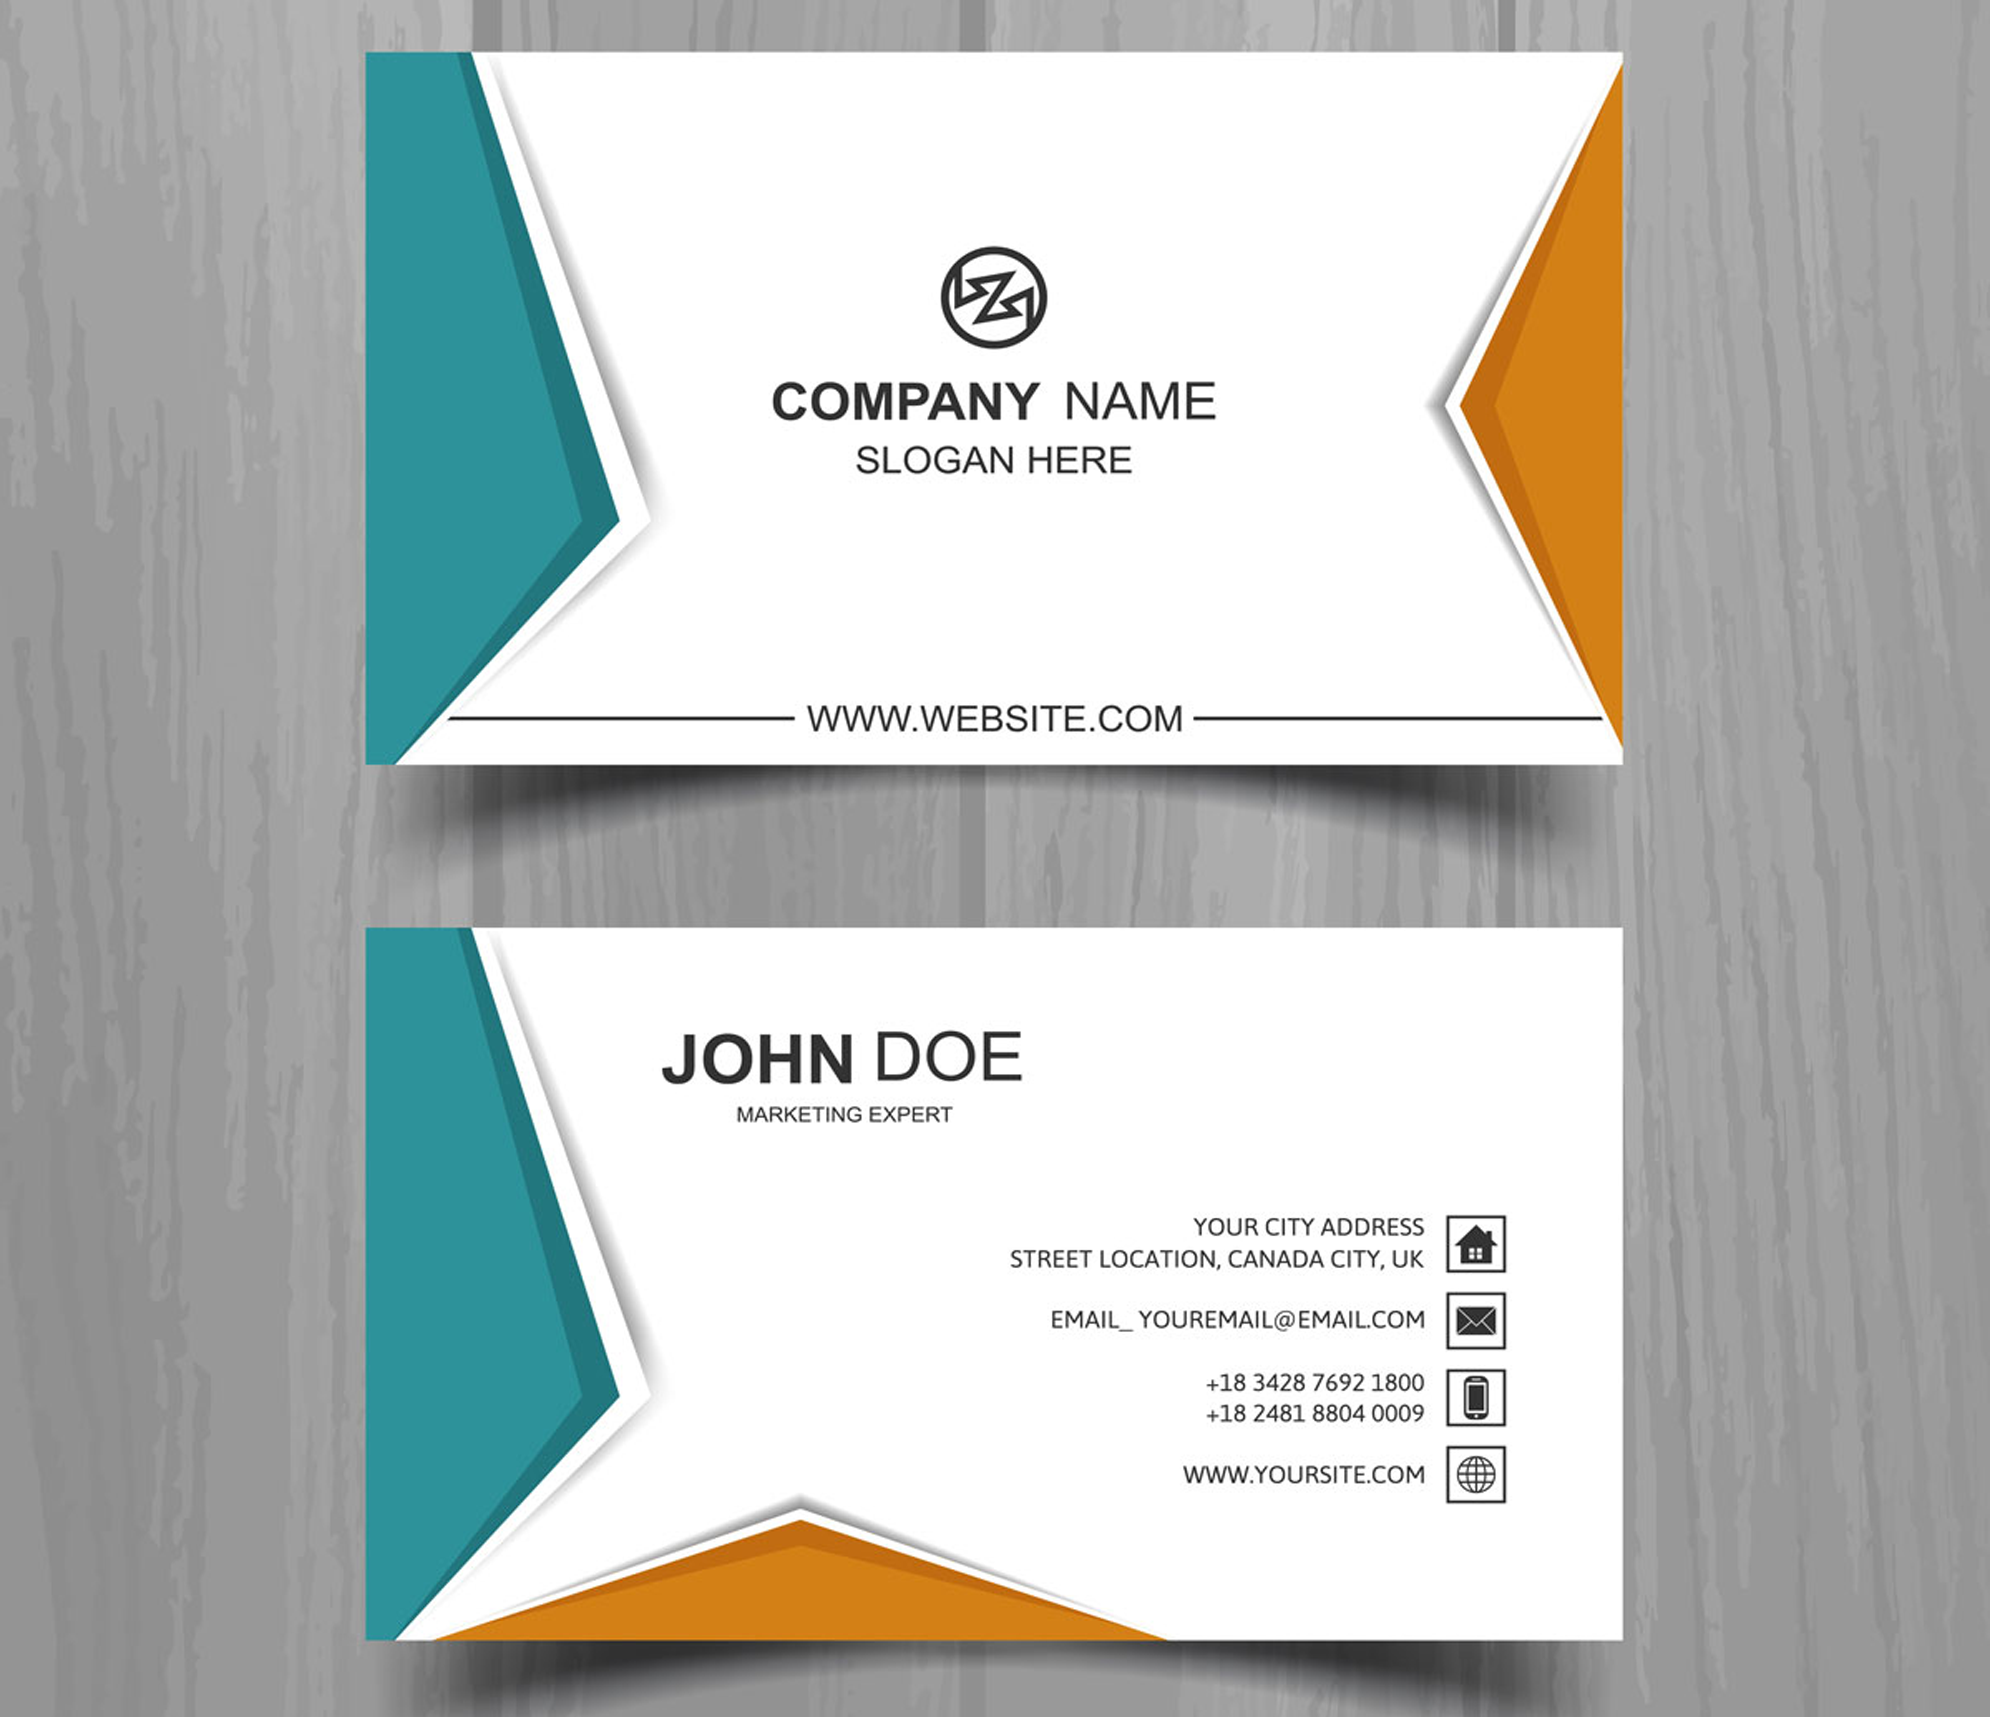 COMPANY NAME
SLOGAN HERE
WWW.WEBSITE.COM
JOHN DOE
MARKETING EXPERT
YOUR CITY ADDRESS
STREET LOCATION, CANADA CITY, UK
EMAIL_ YOUREMAIL@EMAIL.COM
+18 3428 7692 1800
+18 2481 8804 0009
WWW.YOURSITE.COM